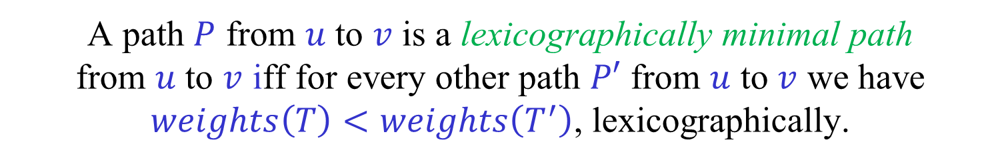 A path 𝑃 from 𝑢 to 𝑣 is a lexicographically minimal path
from 𝑢 to 𝑣 iff for every other path 𝑃′ from 𝑢 to 𝑣 we have
𝑤𝑒𝑖𝑔ℎ𝑡𝑠(𝑇) < 𝑤𝑒𝑖𝑔ℎ𝑡𝑠(𝑇′), lexicographically.